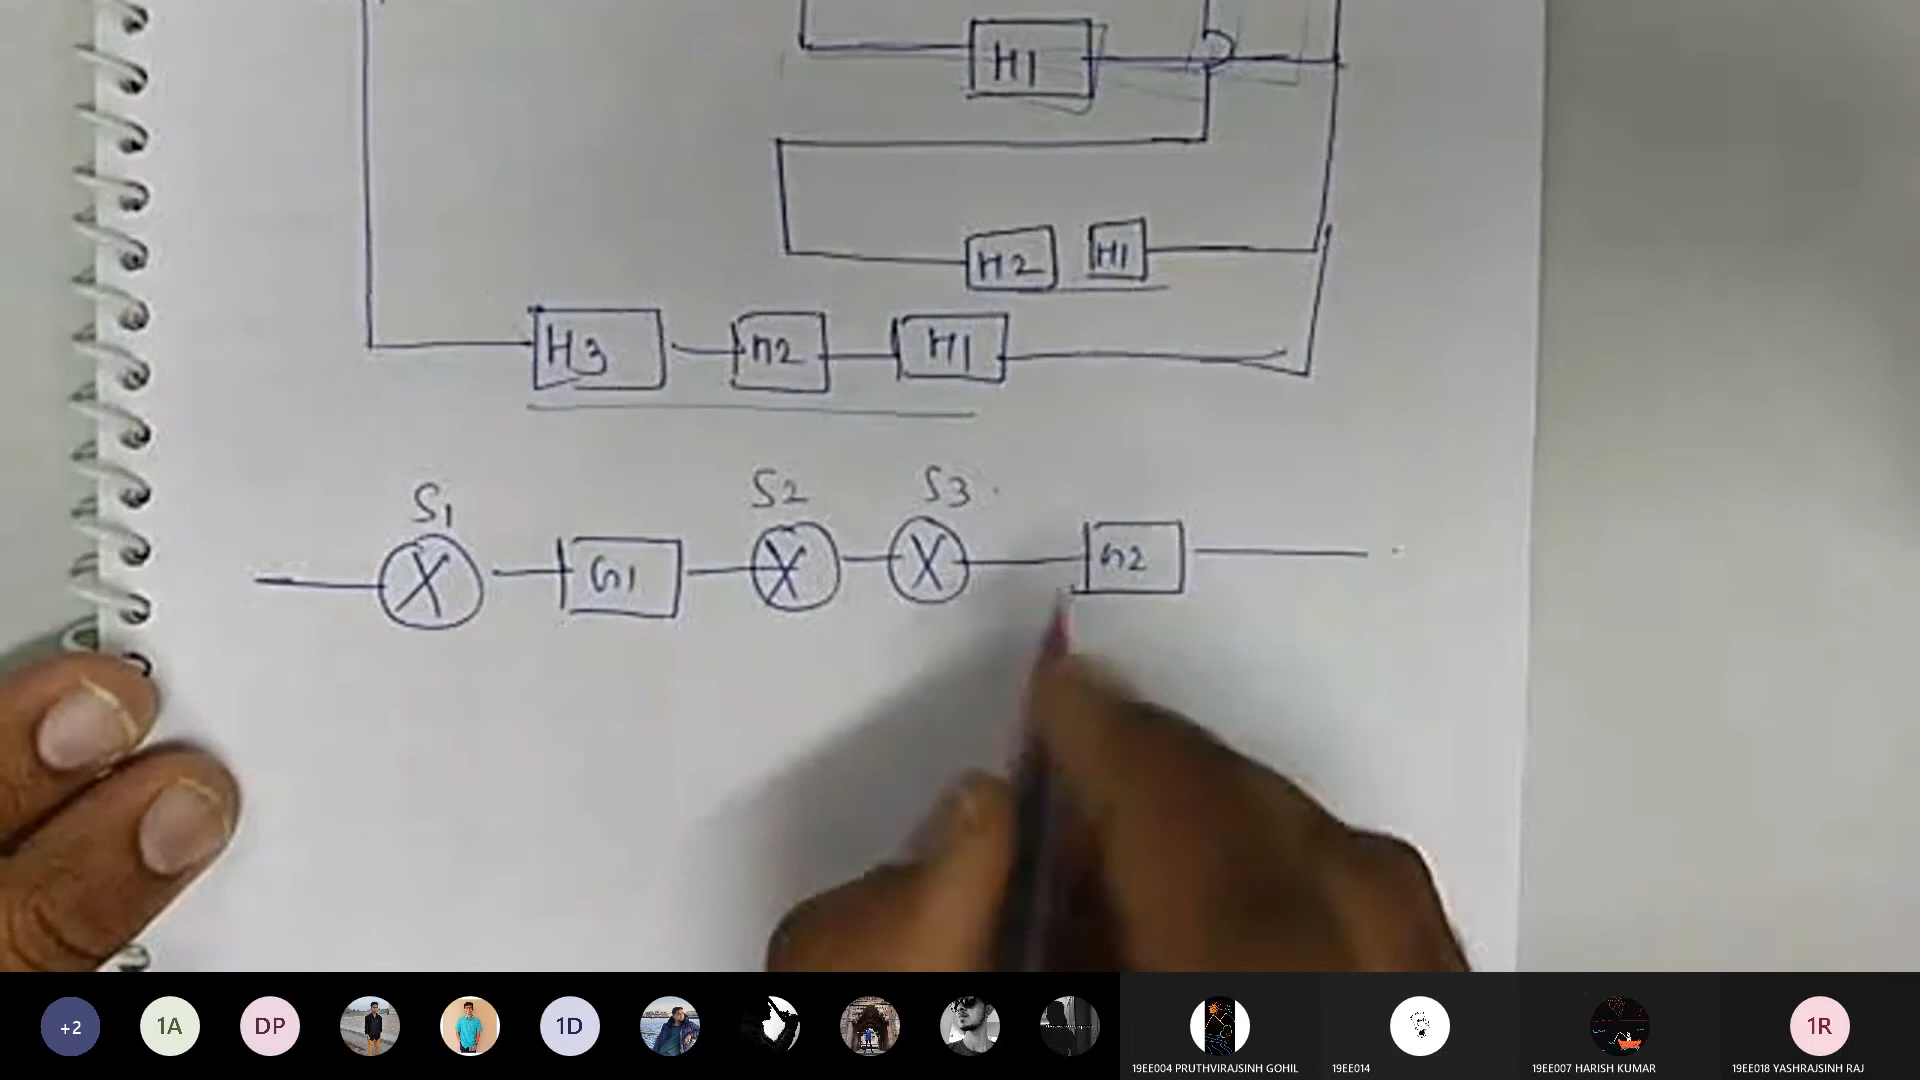 H1
H2 H1
H3 H2 H1
S1 S2 S3
X G1 X X G2
+2 1A DP 1D 1R
19EE004 PRUTHVIRAJSINH GOHIL 19EE014 19EE007 HARISH KUMAR 19EE018 YASHRAJSINH RAJ